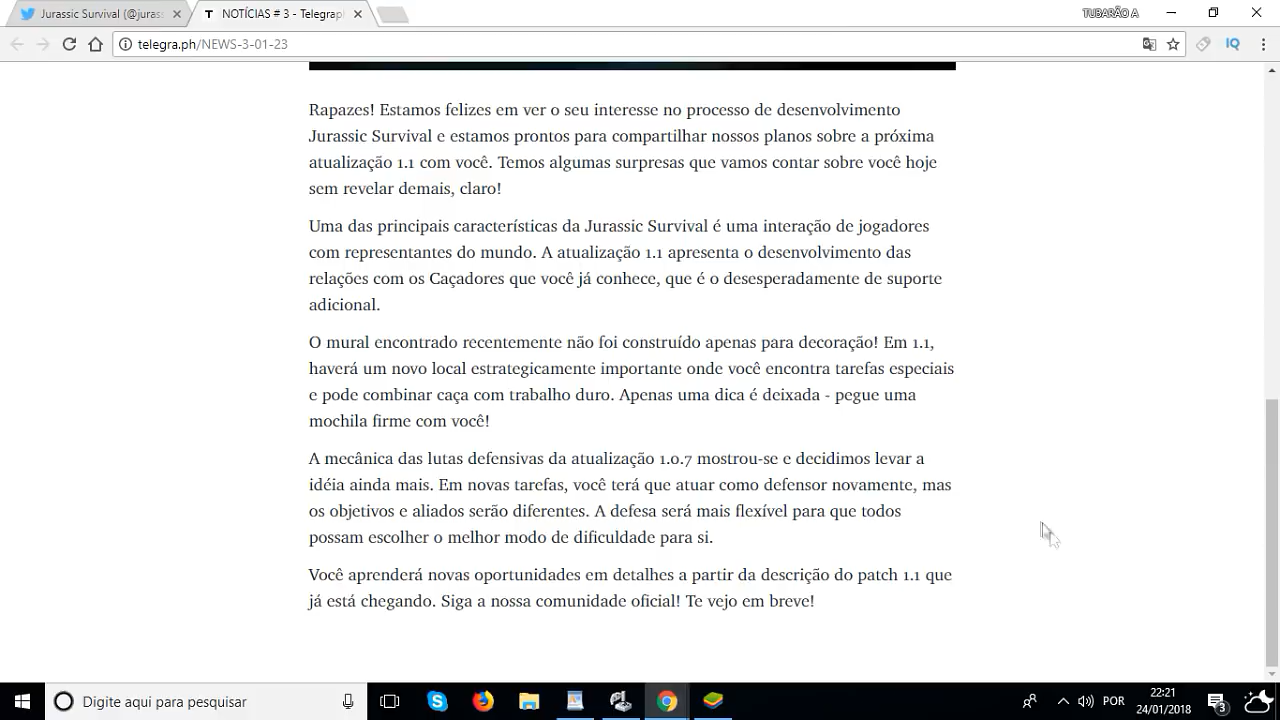 Jurassic Survival (@juras
NOTÍCIAS # 3 - Telegrap
TUBARÃO A
telegra.ph/NEWS-3-01-23
Rapazes! Estamos felizes em ver o seu interesse no processo de desenvolvimento
Jurassic Survival e estamos prontos para compartilhar nossos planos sobre a próxima
atualização 1.1 com você. Temos algumas surpresas que vamos contar sobre você hoje
sem revelar demais, claro!
Uma das principais características da Jurassic Survival é uma interação de jogadores
com representantes do mundo. A atualização 1.1 apresenta o desenvolvimento das
relações com os Caçadores que você já conhece, que é o desesperadamente de suporte
adicional.
O mural encontrado recentemente não foi construído apenas para decoração! Em 1.1,
haverá um novo local estrategicamente importante onde você encontra tarefas especiais
e pode combinar caça com trabalho duro. Apenas uma dica é deixada - pegue uma
mochila firme com você!
A mecânica das lutas defensivas da atualização 1.0.7 mostrou-se e decidimos levar a
idéia ainda mais. Em novas tarefas, você terá que atuar como defensor novamente, mas
os objetivos e aliados serão diferentes. A defesa será mais flexível para que todos
possam escolher o melhor modo de dificuldade para si.
Você aprenderá novas oportunidades em detalhes a partir da descrição do patch 1.1 que
já está chegando. Siga a nossa comunidade oficial! Te vejo em breve!
Digite aqui para pesquisar
POR
22:21
24/01/2018
3